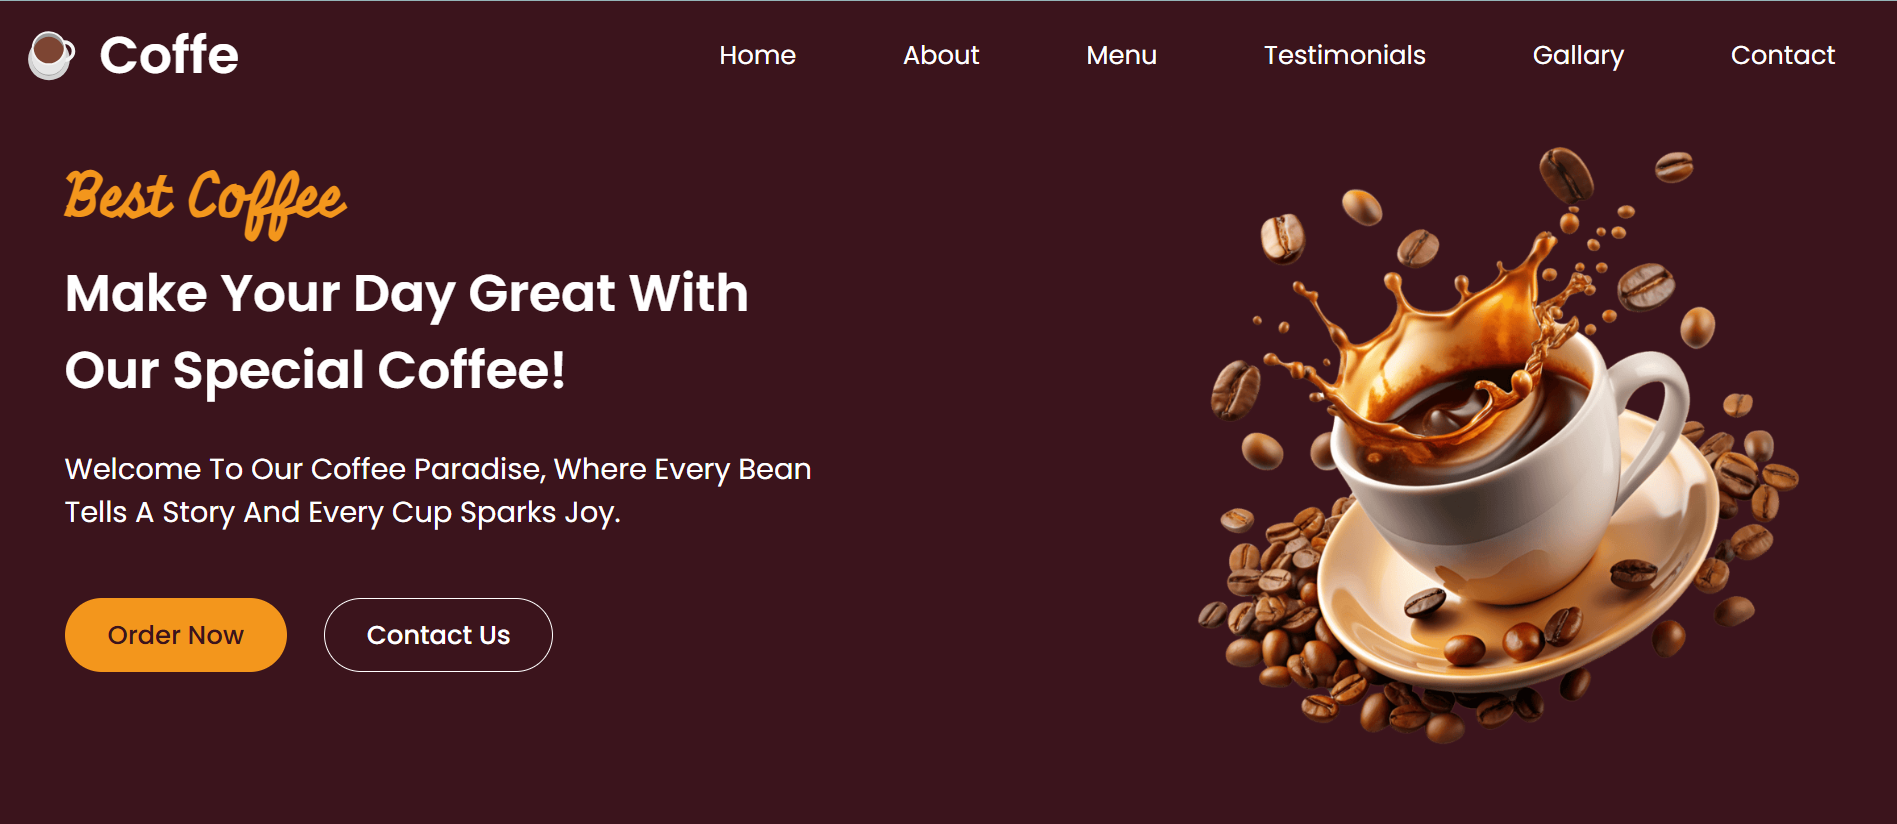 Coffe
Home About Menu Testimonials Gallary Contact
Best Coffee
Make Your Day Great With
Our Special Coffee!
Welcome To Our Coffee Paradise, Where Every Bean
Tells A Story And Every Cup Sparks Joy.
Order Now Contact Us